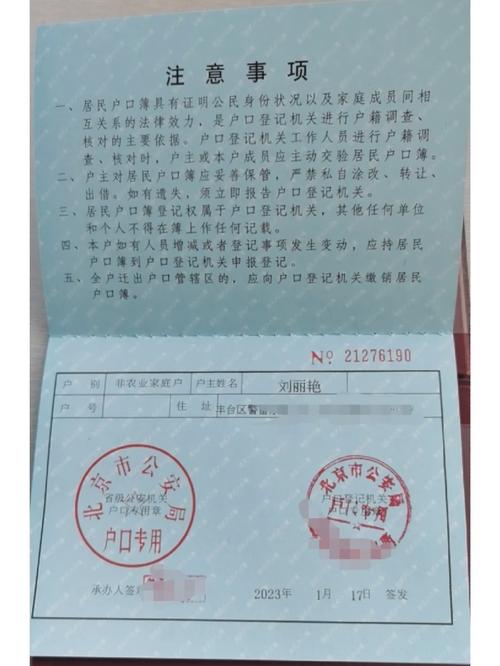 注意事项
一、居民户口簿具有证明公民身份状况以及家庭成员间相
互关系的法律效力，是户口登记机关进行户籍调查、
核对的主要依据。户口登记机关工作人员进行户籍调
查、核对时，户主或本户成员应主动交验居民户口簿。
二、户主对居民户口簿应妥善保管，严禁私自涂改、转让、
出借。如有遗失，须立即报告户口登记机关。
三、居民户口簿登记权属于户口登记机关，其他任何单位
和个人不得在簿上作任何记载。
四、本户如有人员增减或者登记事项发生变动，应持居民
户口簿到户口登记机关申报登记。
五、全户迁出户口管辖区的，应向户口登记机关缴销居民
户口簿。
No 21276190
户 别 非农业家庭户 户主姓名 刘丽艳
户 号 住 址 丰台区
北京市公安局
省级公安机关
户口专用章
户口专用
北京市公安局
户口登记机关
户口专用章
户口专用
承办人签
2023年 1月 17日 签发